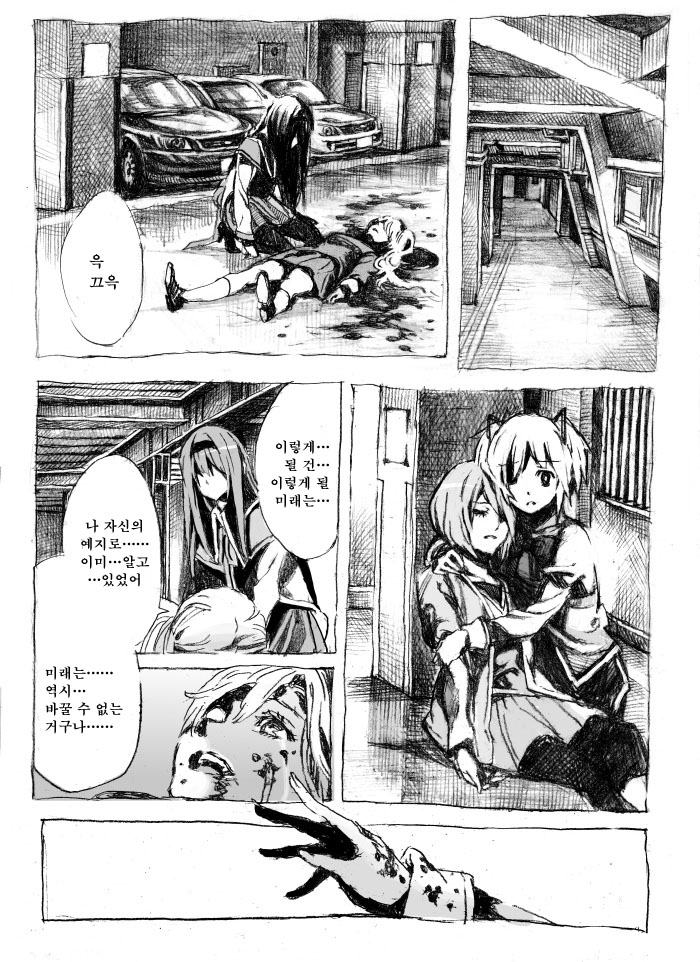 윽
끄윽
이렇게…
될 건…
이렇게 될
미래는…
나 자신의
예지로……
이미…알고
…있었어
미래는……
역시…
바꿀 수 없는
거구나……